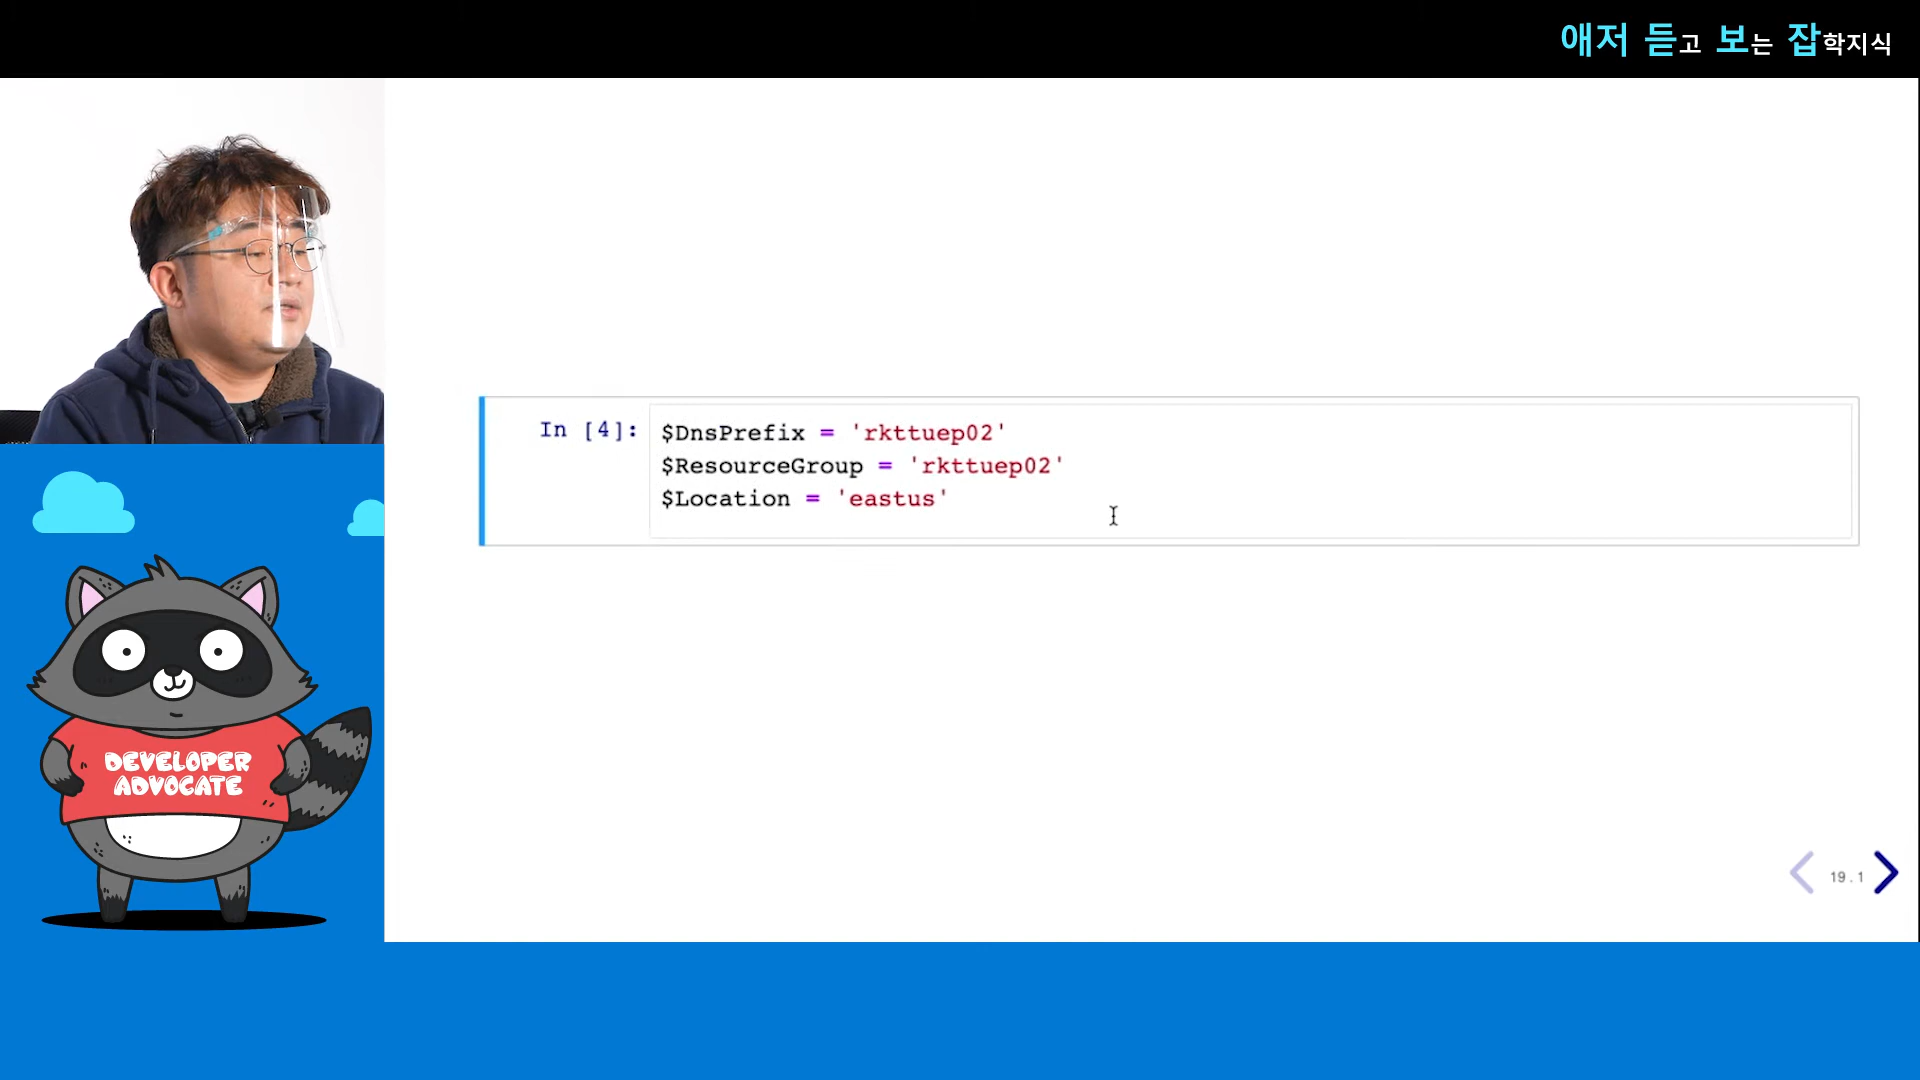 애저 듣고 보는 잡학지식
In [4]: $DnsPrefix = 'rkttuep02'
$ResourceGroup = 'rkttuep02'
$Location = 'eastus'
DEVELOPER
ADVOCATE
19.1